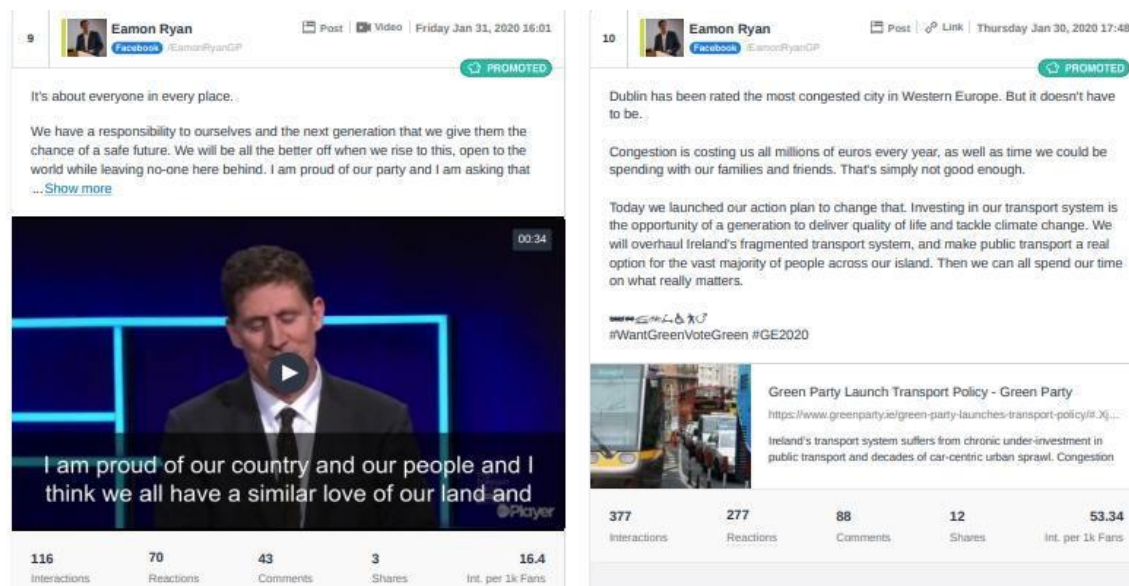 9
Eamon Ryan
Facebook /EamonRyanGP
Post | Video | Friday Jan 31, 2020 16:01
PROMOTED
It's about everyone in every place.
We have a responsibility to ourselves and the next generation that we give them the
chance of a safe future. We will be all the better off when we rise to this, open to the
world while leaving no-one here behind. I am proud of our party and I am asking that
... Show more
00:34
I am proud of our country and our people and I
think we all have a similar love of our land and
Player
116 70 43 3 16.4
Interactions Reactions Comments Shares Int. per 1k Fans
10
Eamon Ryan
Facebook /EamonRyanGP
Post | Link | Thursday Jan 30, 2020 17:48
PROMOTED
Dublin has been rated the most congested city in Western Europe. But it doesn't have
to be.
Congestion is costing us all millions of euros every year, as well as time we could be
spending with our families and friends. That's simply not good enough.
Today we launched our action plan to change that. Investing in our transport system is
the opportunity of a generation to deliver quality of life and tackle climate change. We
will overhaul Ireland's fragmented transport system, and make public transport a real
option for the vast majority of people across our island. Then we can all spend our time
on what really matters.
#WantGreenVoteGreen #GE2020
Green Party Launch Transport Policy - Green Party
https://www.greenparty.ie/green-party-launches-transport-policy/#.Xj...
Ireland's transport system suffers from chronic under-investment in
public transport and decades of car-centric urban sprawl. Congestion
377 277 88 12 53.34
Interactions Reactions Comments Shares Int. per 1k Fans